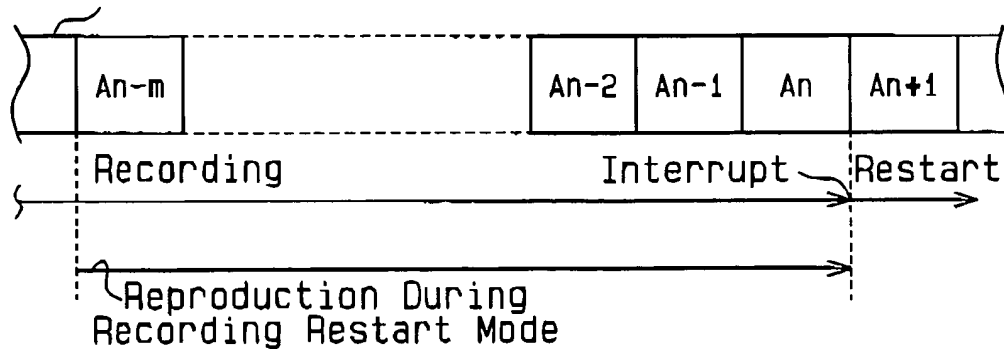 An-m An-2 An-1 An An+1
Recording Interrupt Restart
Reproduction During
Recording Restart Mode